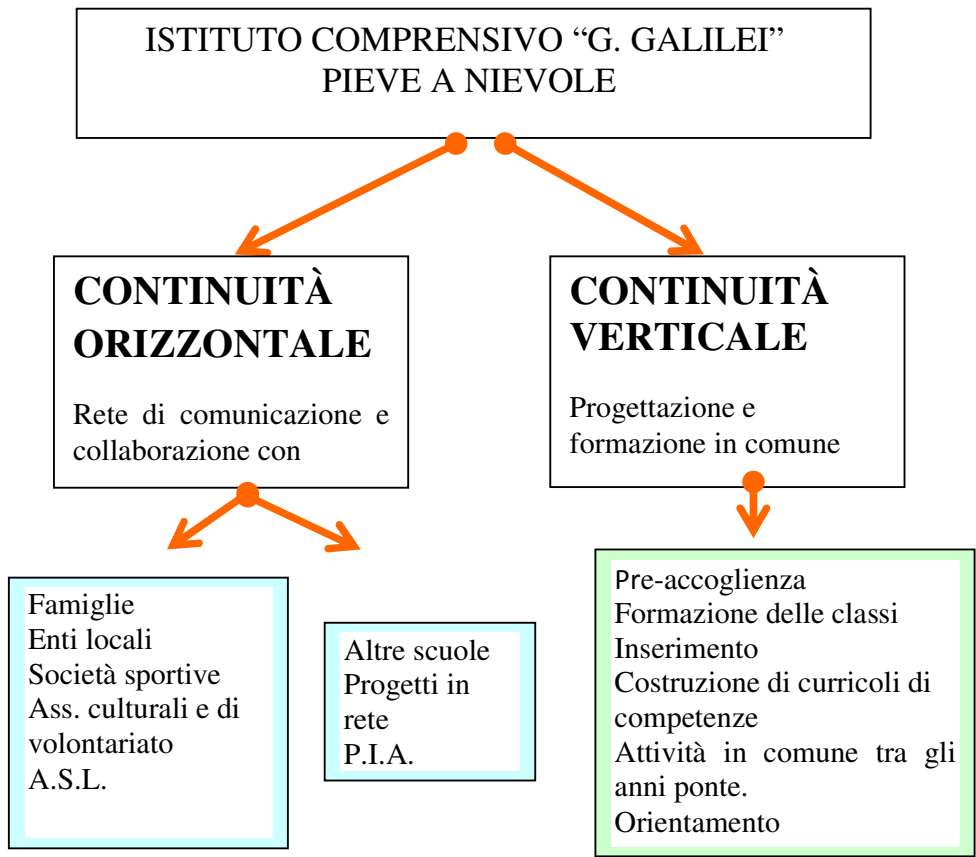 ISTITUTO COMPRENSIVO “G. GALILEI”
PIEVE A NIEVOLE
CONTINUITÀ
ORIZZONTALE
Rete di comunicazione e
collaborazione con
CONTINUITÀ
VERTICALE
Progettazione e
formazione in comune
Famiglie
Enti locali
Società sportive
Ass. culturali e di
volontariato
A.S.L.
Altre scuole
Progetti in
rete
P.I.A.
Pre-accoglienza
Formazione delle classi
Inserimento
Costruzione di curricoli di
competenze
Attività in comune tra gli
anni ponte.
Orientamento